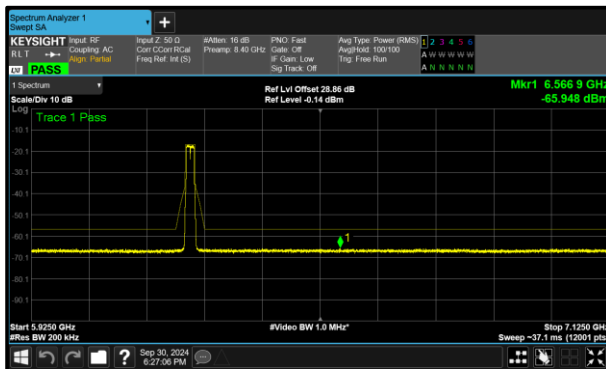 Spectrum Analyzer 1
Swept SA
KEYSIGHT Input: RF Input Z: 50 Ω #Atten: 16 dB PNO: Fast Avg Type: Power (RMS) 1 2 3 4 5 6
RLT Coupling: AC Corr CCorr RCal Preamp: 8.40 GHz Gate: Off Avg|Hold: 100/100 A W W W W W
Align: Partial Freq Ref: Int (S) IF Gain: Low Trig: Free Run
Sig Track: Off A N N N N N
LXI PASS
1 Spectrum Ref Lvl Offset 28.86 dB Mkr1 6.566 9 GHz
Scale/Div 10 dB Ref Level -0.14 dBm -65.948 dBm
Log
Trace 1 Pass
-10.1
-20.1
-30.1
-40.1
-50.1
-60.1
1
-70.1
-80.1
-90.1
Start 5.9250 GHz #Video BW 1.0 MHz* Stop 7.1250 GHz
#Res BW 200 kHz Sweep ~37.1 ms (12001 pts)
? Sep 30, 2024
6:27:06 PM